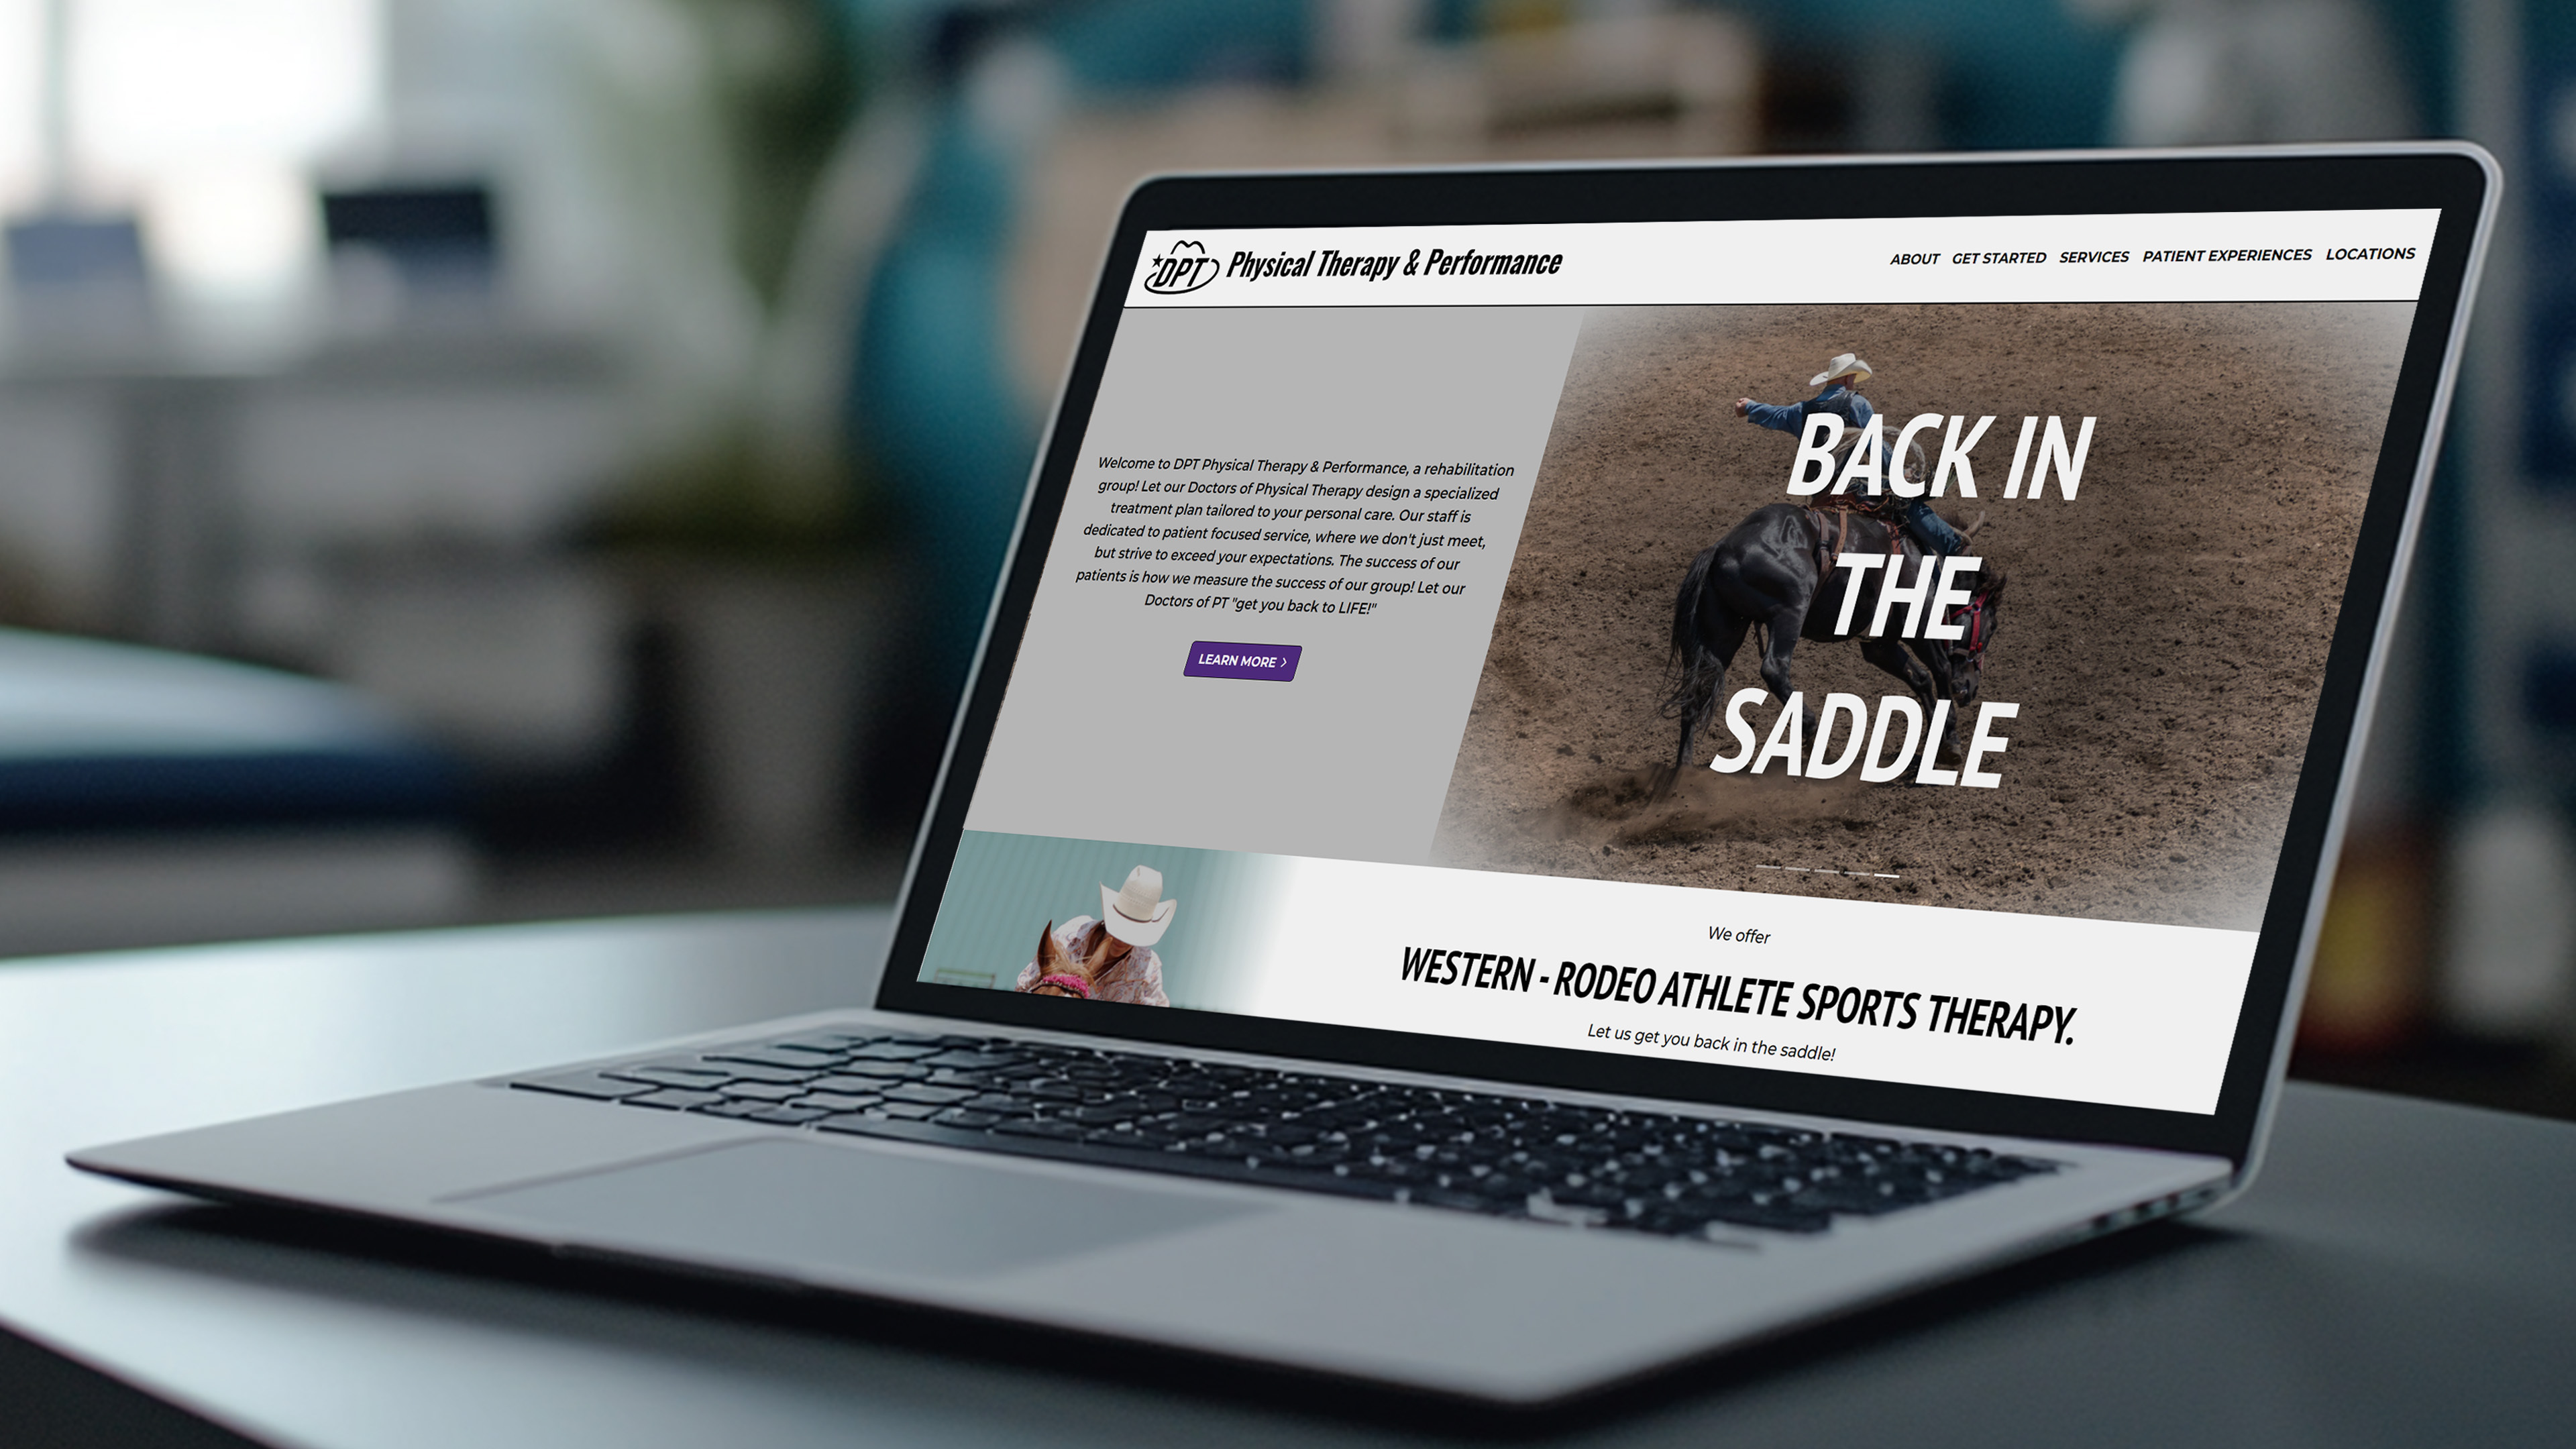 DPT Physical Therapy & Performance
ABOUT GET STARTED SERVICES PATIENT EXPERIENCES LOCATIONS
Welcome to DPT Physical Therapy & Performance, a rehabilitation
group! Let our Doctors of Physical Therapy design a specialized
treatment plan tailored to your personal care. Our staff is
dedicated to patient focused service, where we don't just meet,
but strive to exceed your expectations. The success of our
patients is how we measure the success of our group! Let our
Doctors of PT "get you back to LIFE!"
LEARN MORE >
BACK IN
THE
SADDLE
We offer
WESTERN - RODEO ATHLETE SPORTS THERAPY.
Let us get you back in the saddle!